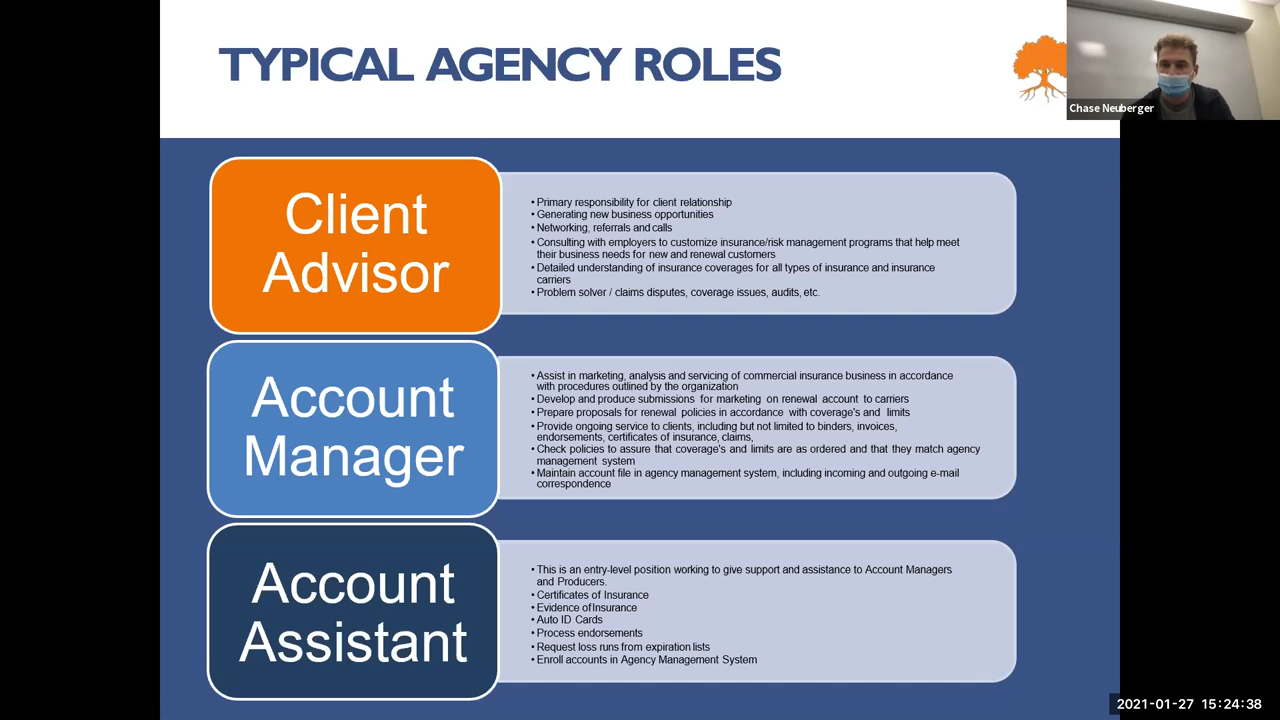 TYPICAL AGENCY ROLES
Chase Neuberger
Client
Advisor
• Primary responsibility for client relationship
• Generating new business opportunities
• Networking, referrals and calls
• Consulting with employers to customize insurance/risk management programs that help meet
their business needs for new and renewal customers
• Detailed understanding of insurance coverages for all types of insurance and insurance
carriers
• Problem solver / claims disputes, coverage issues, audits, etc.
Account
Manager
• Assist in marketing, analysis and servicing of commercial insurance business in accordance
with procedures outlined by the organization
• Develop and produce submissions for marketing on renewal account to carriers
• Prepare proposals for renewal policies in accordance with coverage's and limits
• Provide ongoing service to clients, including but not limited to binders, invoices,
endorsements, certificates of insurance, claims,
• Check policies to assure that coverage's and limits are as ordered and that they match agency
management system
• Maintain account file in agency management system, including incoming and outgoing e-mail
correspondence
Account
Assistant
• This is an entry-level position working to give support and assistance to Account Managers
and Producers.
• Certificates of Insurance
• Evidence of Insurance
• Auto ID Cards
• Process endorsements
• Request loss runs from expiration lists
• Enroll accounts in Agency Management System
2021-01-27 15:24:38